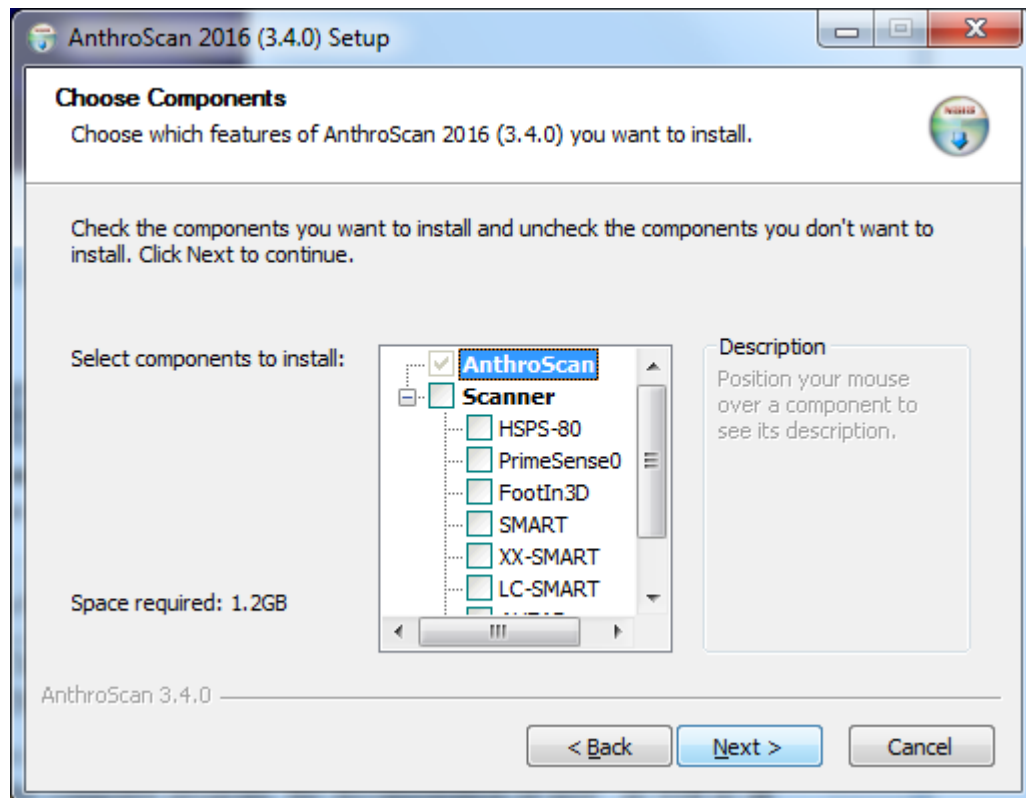 AnthroScan 2016 (3.4.0) Setup
Choose Components
Choose which features of AnthroScan 2016 (3.4.0) you want to install.
Check the components you want to install and uncheck the components you don't want to
install. Click Next to continue.
Select components to install:
AnthroScan
Scanner
HSPS-80
PrimeSense0
FootIn3D
SMART
XX-SMART
LC-SMART
Space required: 1.2GB
Description
Position your mouse
over a component to
see its description.
AnthroScan 3.4.0
< Back
Next >
Cancel